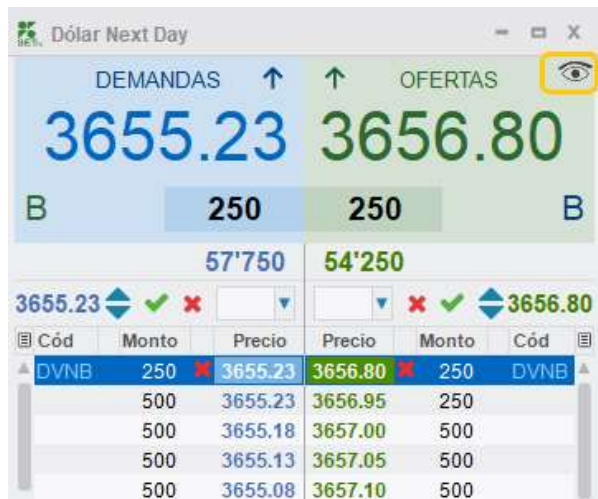 Dólar Next Day
DEMANDAS OFERTAS
3655.23 3656.80
B 250 250 B
57'750 54'250
3655.23 3656.80
Cód Monto Precio Precio Monto Cód
DVNB 250 3655.23 3656.80 250 DVNB
500 3655.23 3656.95 250
500 3655.18 3657.00 500
500 3655.13 3657.05 500
500 3655.08 3657.10 500